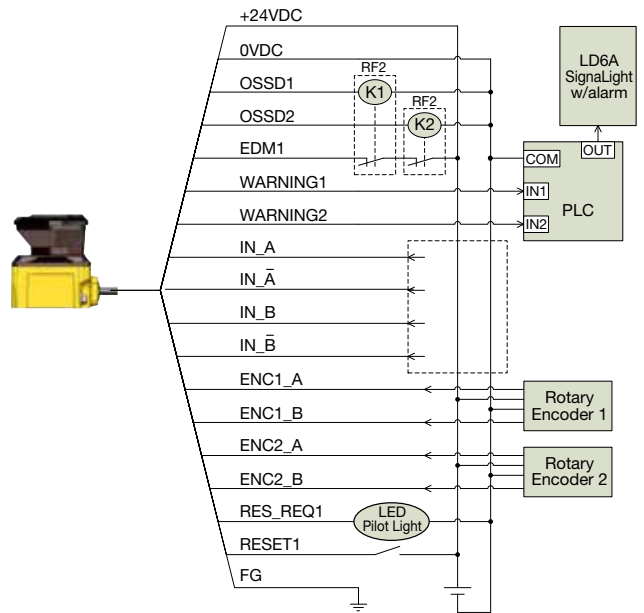 +24VDC
0VDC
OSSD1
OSSD2
EDM1
WARNING1
WARNING2
IN_A
IN_A̅
IN_B
IN_B̅
ENC1_A
ENC1_B
ENC2_A
ENC2_B
RES_REQ1
RESET1
FG
RF2
K1
RF2
K2
LED
Pilot Light
LD6A
SignaLight
w/alarm
OUT
COM
IN1
PLC
IN2
Rotary
Encoder 1
Rotary
Encoder 2